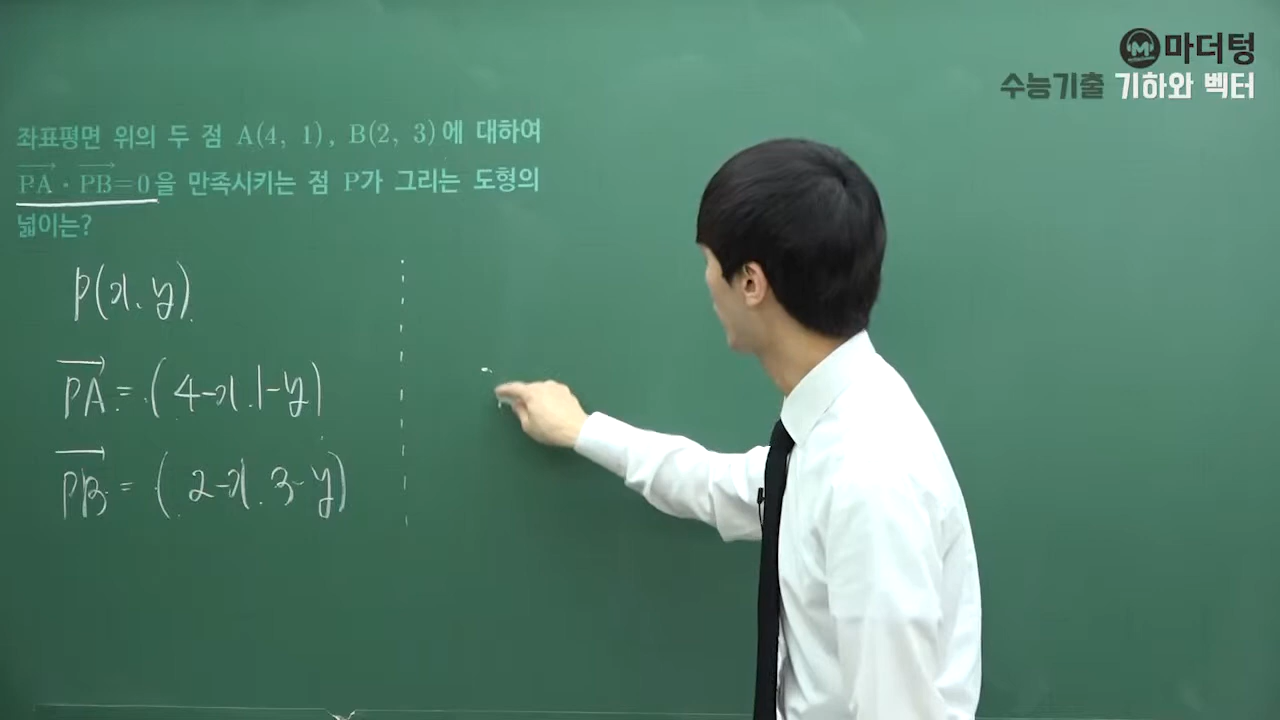 마더텅
수능기출 기하와 벡터
좌표평면 위의 두 점 A(4, 1), B(2, 3)에 대하여
PA · PB=0을 만족시키는 점 P가 그리는 도형의
넓이는?
P(x, y)
PA = (4-x, 1-y)
PB = (2-x, 3-y)